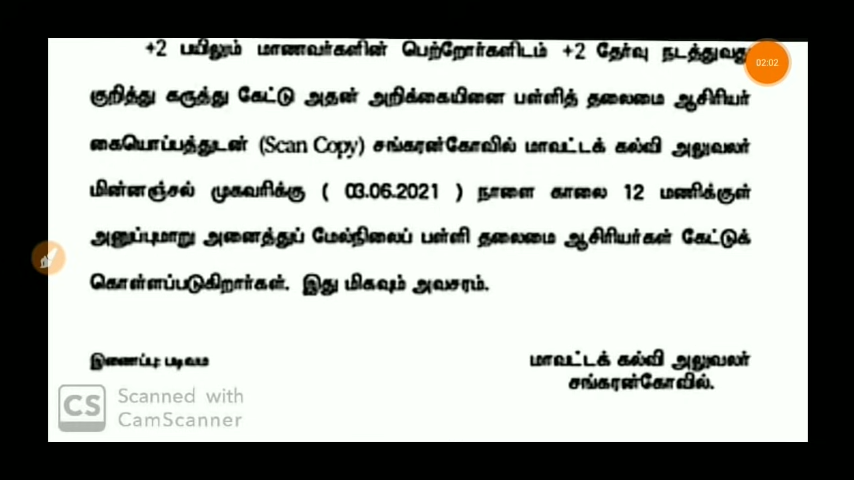 +2 பயிலும் மாணவர்களின் பெற்றோர்களிடம் +2 தேர்வு நடத்துவது
02:02
குறித்து கருத்து கேட்டு அதன் அறிக்கையினை பள்ளித் தலைமை ஆசிரியர்
கையொப்பத்துடன் (Scan Copy) சங்கரன்கோவில் மாவட்டக் கல்வி அலுவலர்
மின்னஞ்சல் முகவரிக்கு ( 03.06.2021 ) நாளை காலை 12 மணிக்குள்
அனுப்புமாறு அனைத்துப் மேல்நிலைப் பள்ளி தலைமை ஆசிரியர்கள் கேட்டுக்
கொள்ளப்படுகிறார்கள். இது மிகவும் அவசரம்.
இணைப்பு: படிவம்
மாவட்டக் கல்வி அலுவலர்
சங்கரன்கோவில்.
CS Scanned with
CamScanner